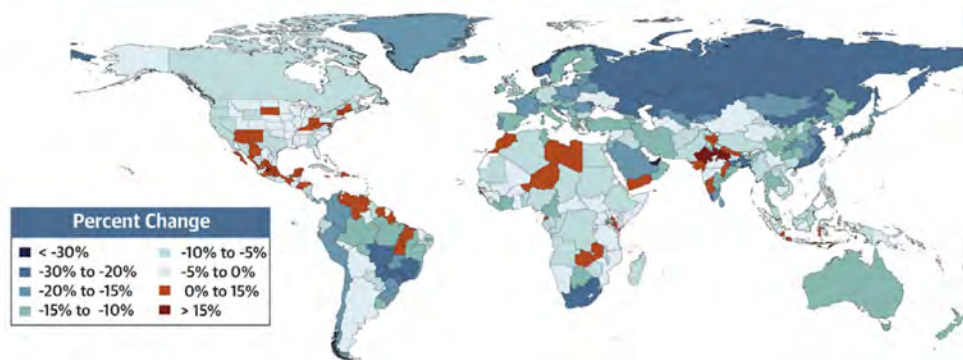 Percent Change
< -30%
-30% to -20%
-20% to -15%
-15% to -10%
-10% to -5%
-5% to 0%
0% to 15%
> 15%